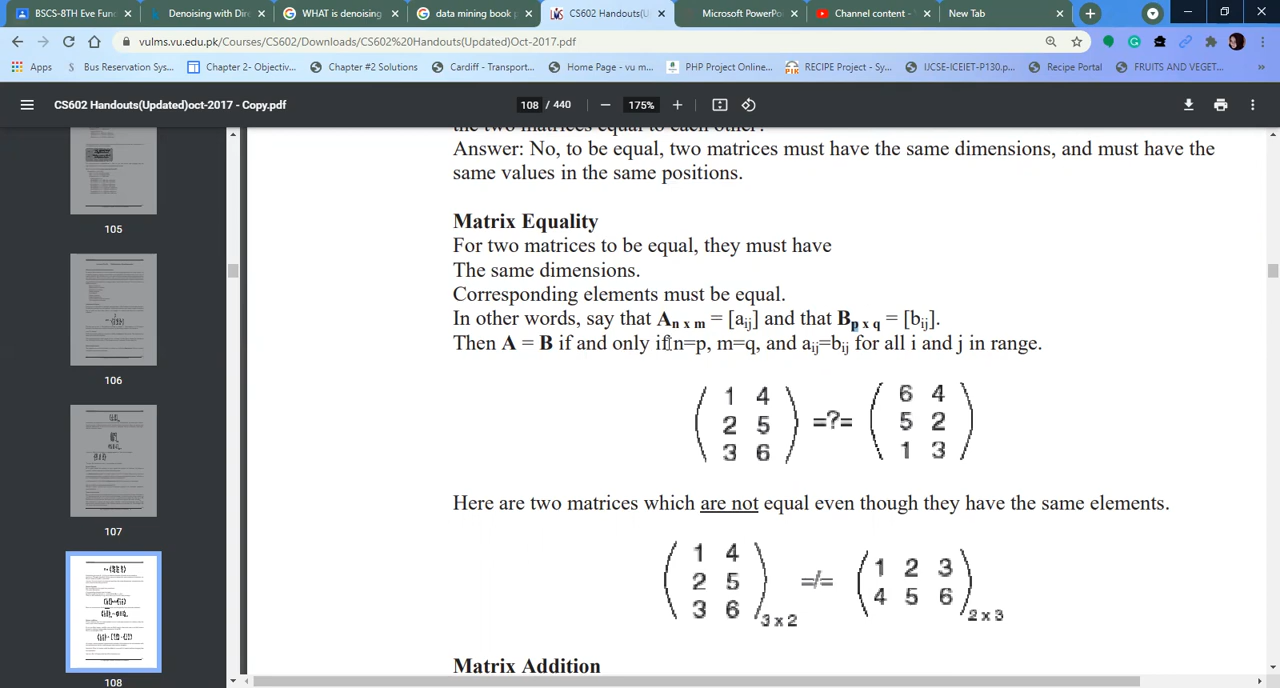 BSCS-8TH Eve Fun
Denoising with Dir
WHAT is denoising
data mining book p
CS602 Handouts(U
Microsoft PowerPo
Channel content -
New Tab
vulms.vu.edu.pk/Courses/CS602/Downloads/CS602%20Handouts(Updated)Oct-2017.pdf
Apps
Bus Reservation Sys...
Chapter 2- Objectiv...
Chapter #2 Solutions
Cardiff - Transport...
Home Page - vu m...
PHP Project Online...
RECIPE Project - Sy...
IJCSE-ICEIET-P130.p...
Recipe Portal
FRUITS AND VEGET...
»
CS602 Handouts(Updated)oct-2017 - Copy.pdf
108 / 440
175%
105
106
107
108
the two matrices equal to each other?
Answer: No, to be equal, two matrices must have the same dimensions, and must have the
same values in the same positions.
Matrix Equality
For two matrices to be equal, they must have
The same dimensions.
Corresponding elements must be equal.
In other words, say that A n x m = [aij] and that B p x q = [bij].
Then A = B if and only if n=p, m=q, and aij=bij for all i and j in range.
1 4 6 4
2 5 =?= 5 2
3 6 1 3
Here are two matrices which are not equal even though they have the same elements.
1 4
2 5 =/= 1 2 3
3 6 3 x 2 4 5 6 2 x 3
Matrix Addition